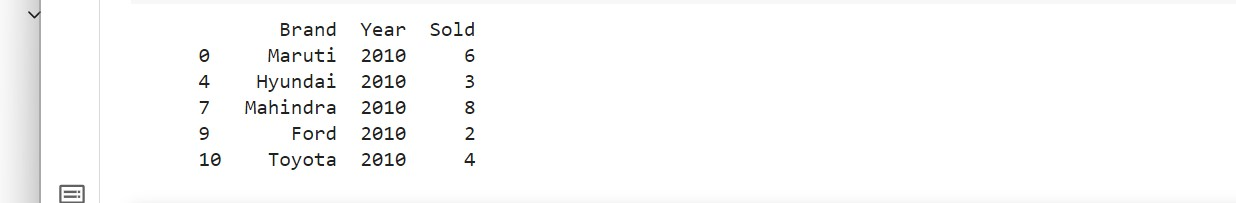 Brand Year Sold
0 Maruti 2010 6
4 Hyundai 2010 3
7 Mahindra 2010 8
9 Ford 2010 2
10 Toyota 2010 4